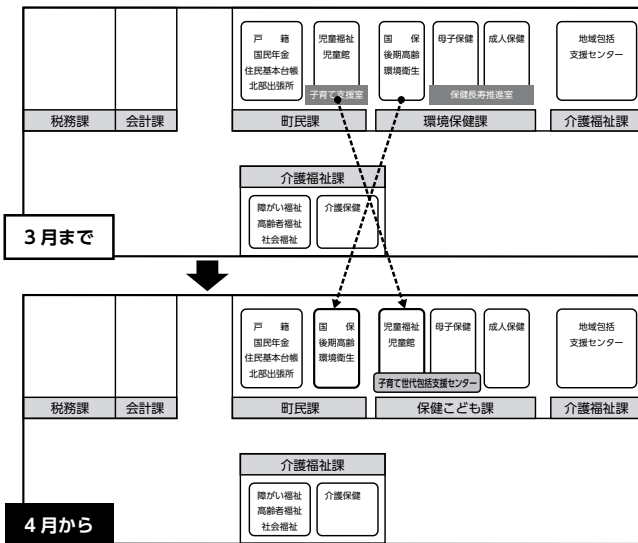 戸　籍
国民年金
住民基本台帳
北部出張所
児童福祉
児童館
子育て支援室
国　保
後期高齢
環境衛生
母子保健
成人保健
保健長寿推進室
地域包括
支援センター
税務課
会計課
町民課
環境保健課
介護福祉課
介護福祉課
障がい福祉
高齢者福祉
社会福祉
介護保健
3月まで
戸　籍
国民年金
住民基本台帳
北部出張所
国　保
後期高齢
環境衛生
児童福祉
児童館
母子保健
子育て世代包括支援センター
成人保健
地域包括
支援センター
税務課
会計課
町民課
保健こども課
介護福祉課
介護福祉課
障がい福祉
高齢者福祉
社会福祉
介護保健
4月から